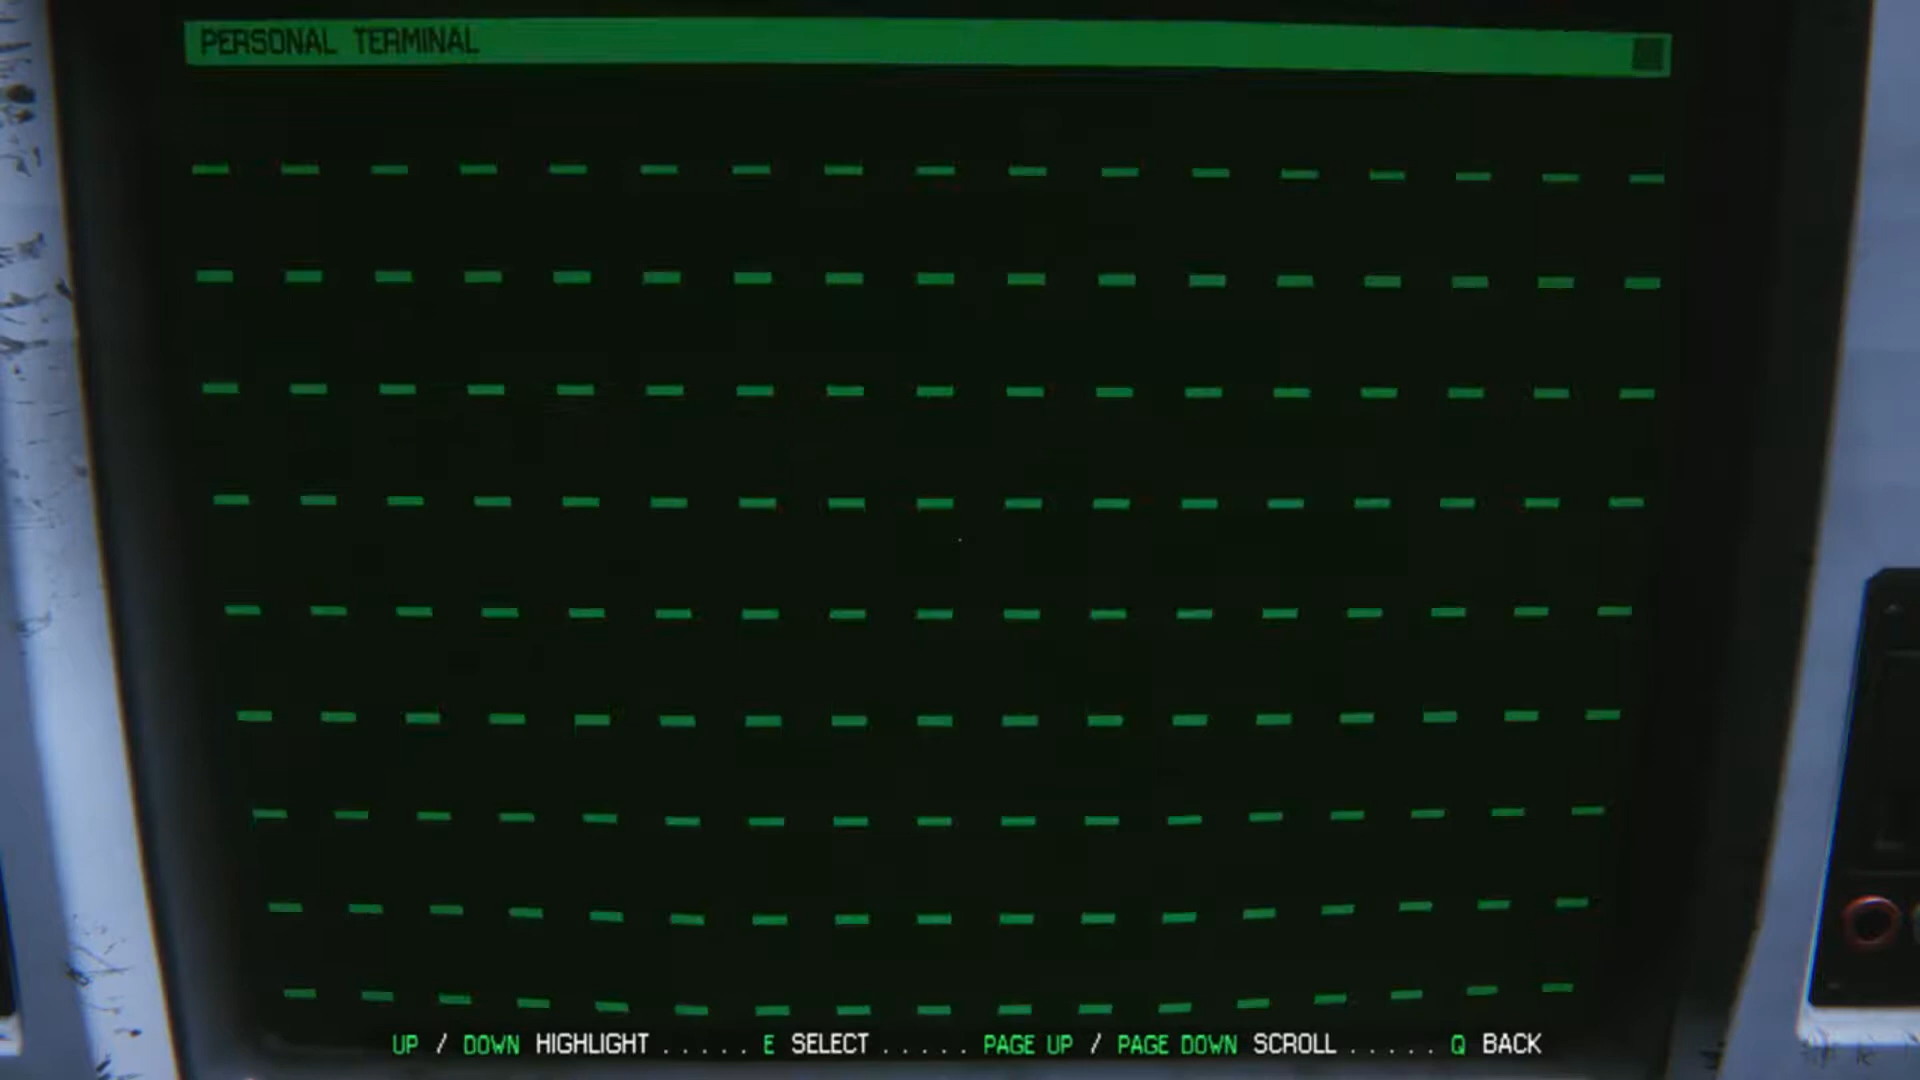 PERSONAL TERMINAL
UP / DOWN HIGHLIGHT ..... E SELECT ..... PAGE UP / PAGE DOWN SCROLL ..... Q BACK